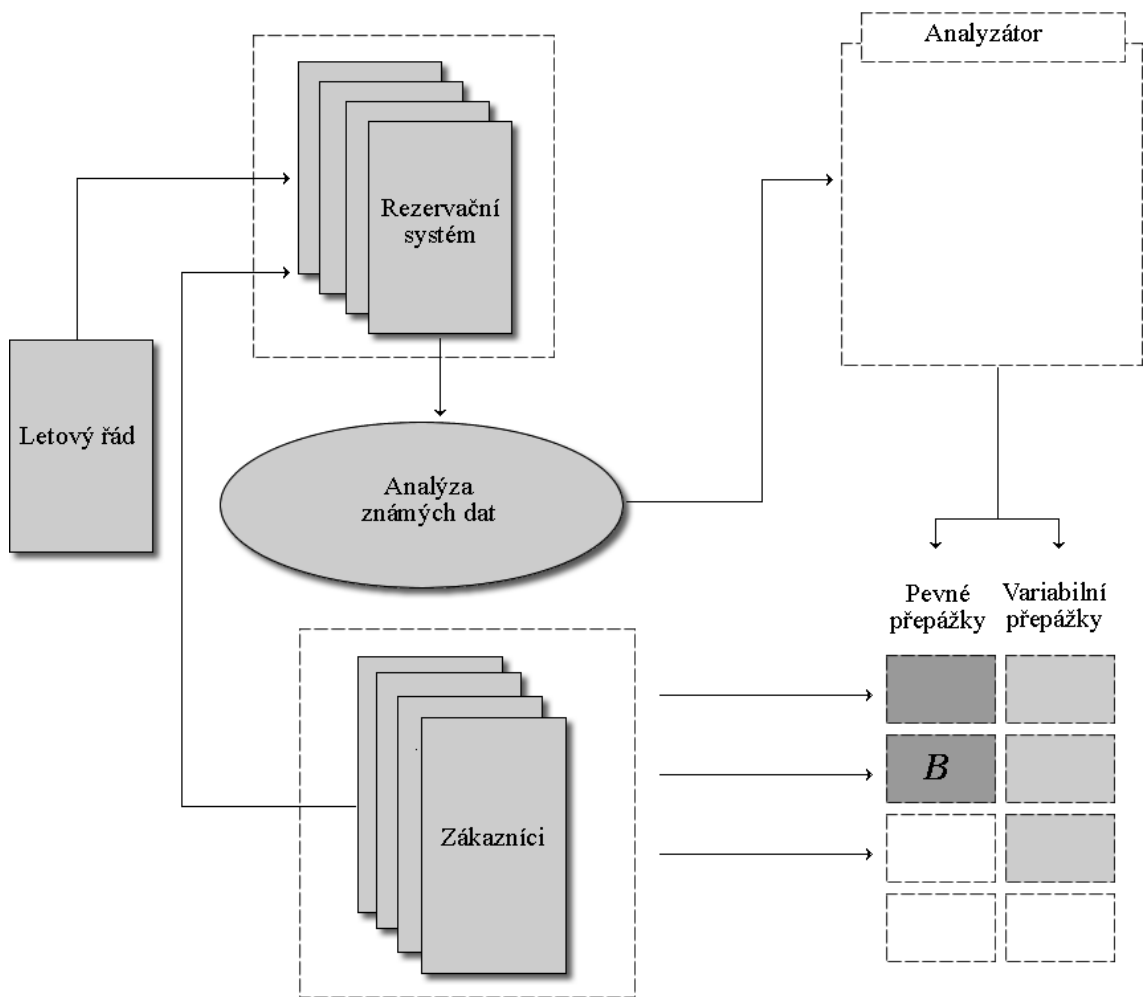 Analyzátor
Rezervační
systém
Letový řád
Analýza
známých dat
Pevné
přepážky
Variabilní
přepážky
B
Zákazníci